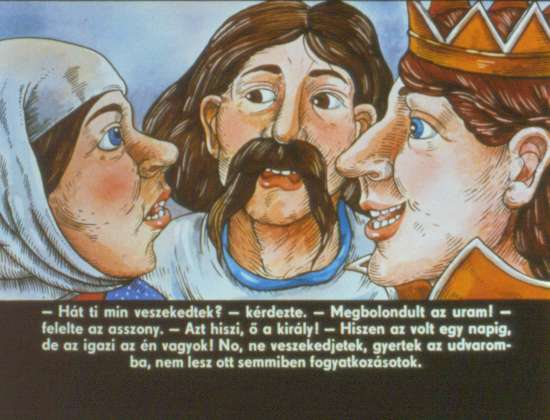 — Hát ti min veszekedtek? — kérdezte. — Megbolondult az uram! —
felelte az asszony. — Azt hiszi, ő a király! — Hiszen az volt egy napig,
de az igazi az én vagyok! No, ne veszekedjetek, gyertek az udvarom-
ba, nem lesz ott semmiben fogyatkozásotok.